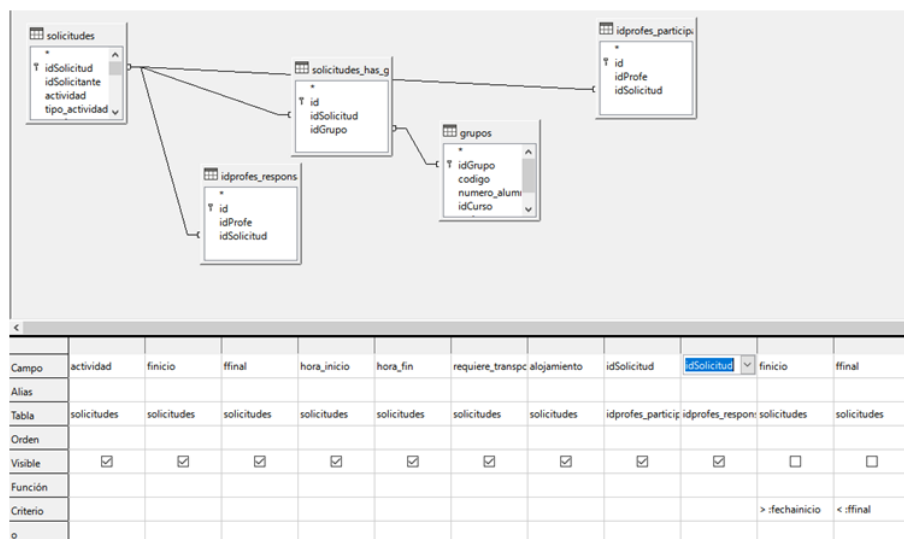 solicitudes
*
idSolicitud
idSolicitante
actividad
tipo_actividad
solicitudes_has_g
*
id
idSolicitud
idGrupo
idprofes_particip
*
id
idProfe
idSolicitud
grupos
*
idGrupo
codigo
numero_alum
idCurso
idprofes_respons
*
id
idProfe
idSolicitud
Campo actividad finicio ffinal hora_inicio hora_fin requiere_transpo alojamiento idSolicitud idSolicitud finicio ffinal
Alias
Tabla solicitudes solicitudes solicitudes solicitudes solicitudes solicitudes solicitudes idprofes_particip idprofes_respons solicitudes solicitudes
Orden
Visible
Función
Criterio > :fechainicio < :ffinal
o